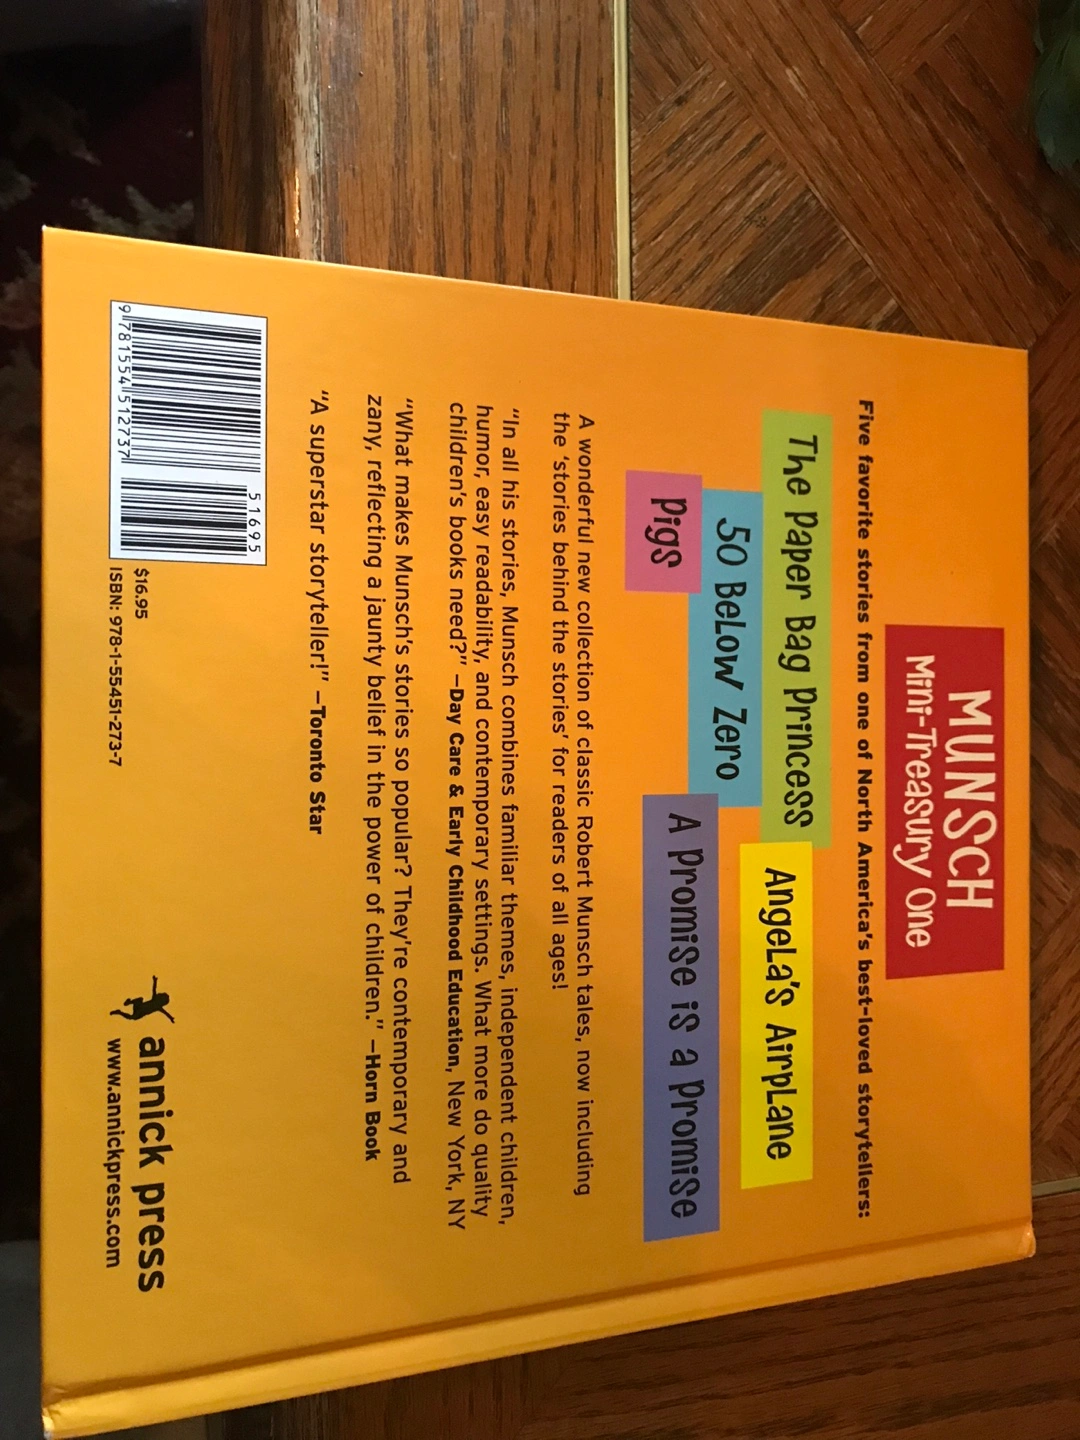 MUNSCH
Mini-Treasury One
Five favorite stories from one of North America's best-loved storytellers:
The Paper Bag Princess
Angela's Airplane
50 Below Zero
Pigs
A Promise is a Promise
A wonderful new collection of classic Robert Munsch tales, now including
the 'stories behind the stories' for readers of all ages!
"In all his stories, Munsch combines familiar themes, independent children,
humor, easy readability, and contemporary settings. What more do quality
children's books need?" –Day Care & Early Childhood Education, New York, NY
"What makes Munsch's stories so popular? They're contemporary and
zany, reflecting a jaunty belief in the power of children." –Horn Book
"A superstar storyteller!" –Toronto Star
51695
9781554512737
$16.95
ISBN: 978-1-55451-273-7
annick press
www.annickpress.com